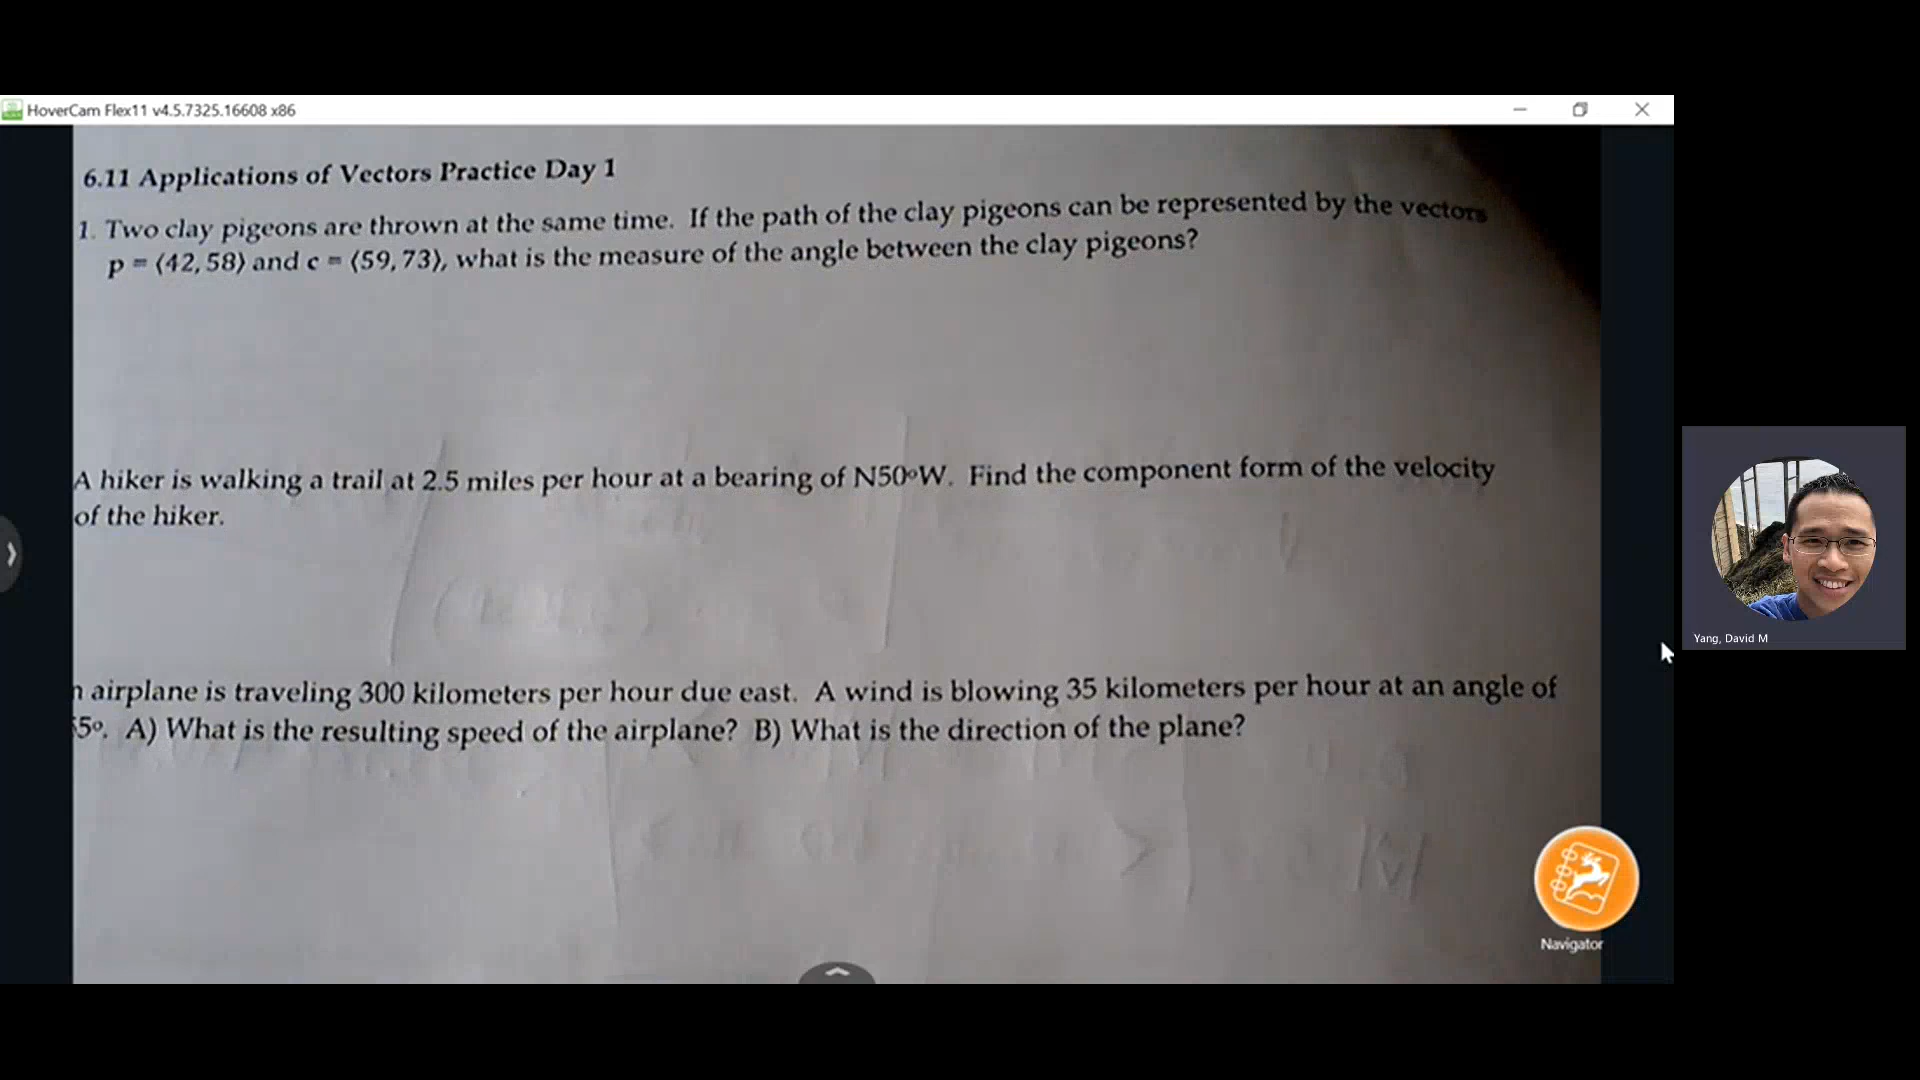 HoverCam Flex11 v4.5.7325.16608 x86
6.11 Applications of Vectors Practice Day 1
1. Two clay pigeons are thrown at the same time. If the path of the clay pigeons can be represented by the vectors
p = ⟨42, 58⟩ and c = ⟨59, 73⟩, what is the measure of the angle between the clay pigeons?
A hiker is walking a trail at 2.5 miles per hour at a bearing of N50°W. Find the component form of the velocity
of the hiker.
n airplane is traveling 300 kilometers per hour due east. A wind is blowing 35 kilometers per hour at an angle of
5°. A) What is the resulting speed of the airplane? B) What is the direction of the plane?
Navigator
Yang, David M